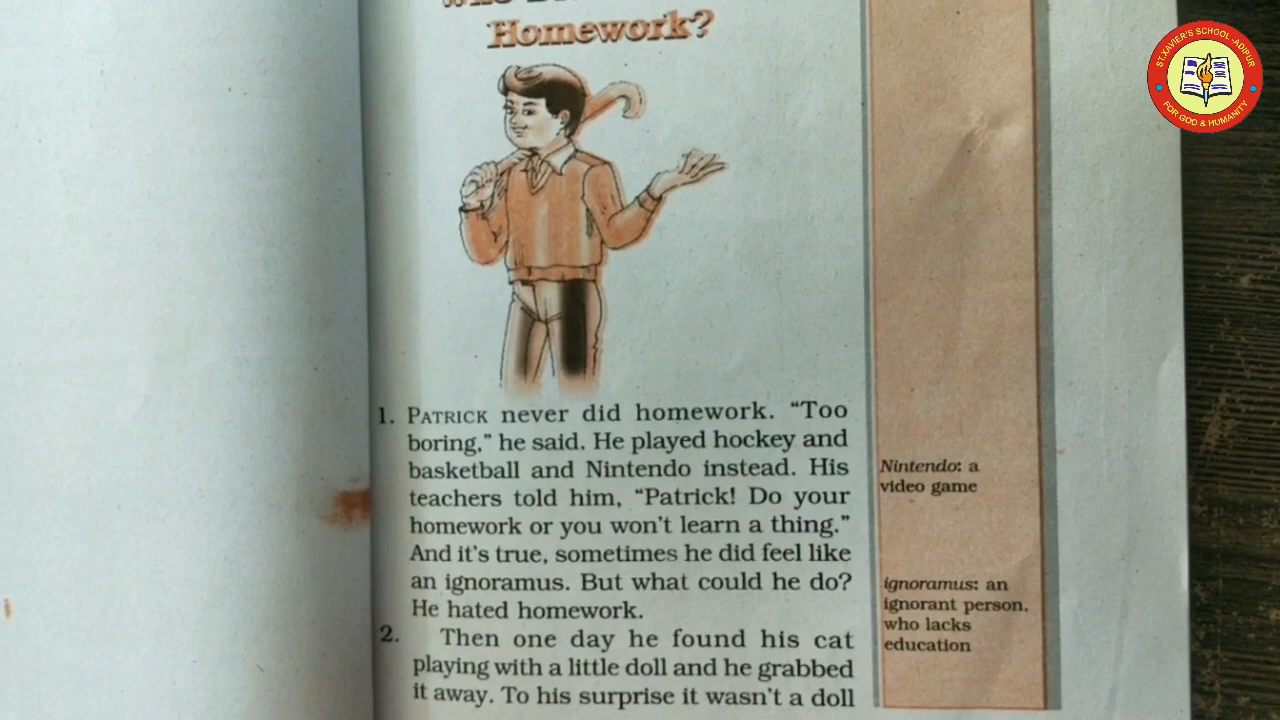 Homework?
1. PATRICK never did homework. “Too
boring,” he said. He played hockey and
basketball and Nintendo instead. His
teachers told him, “Patrick! Do your
homework or you won’t learn a thing.”
And it’s true, sometimes he did feel like
an ignoramus. But what could he do?
He hated homework.
2. Then one day he found his cat
playing with a little doll and he grabbed
it away. To his surprise it wasn’t a doll
Nintendo: a
video game
ignoramus: an
ignorant person,
who lacks
education
ST.XAVIER'S SCHOOL -ADIPUR
FOR GOD & HUMANITY